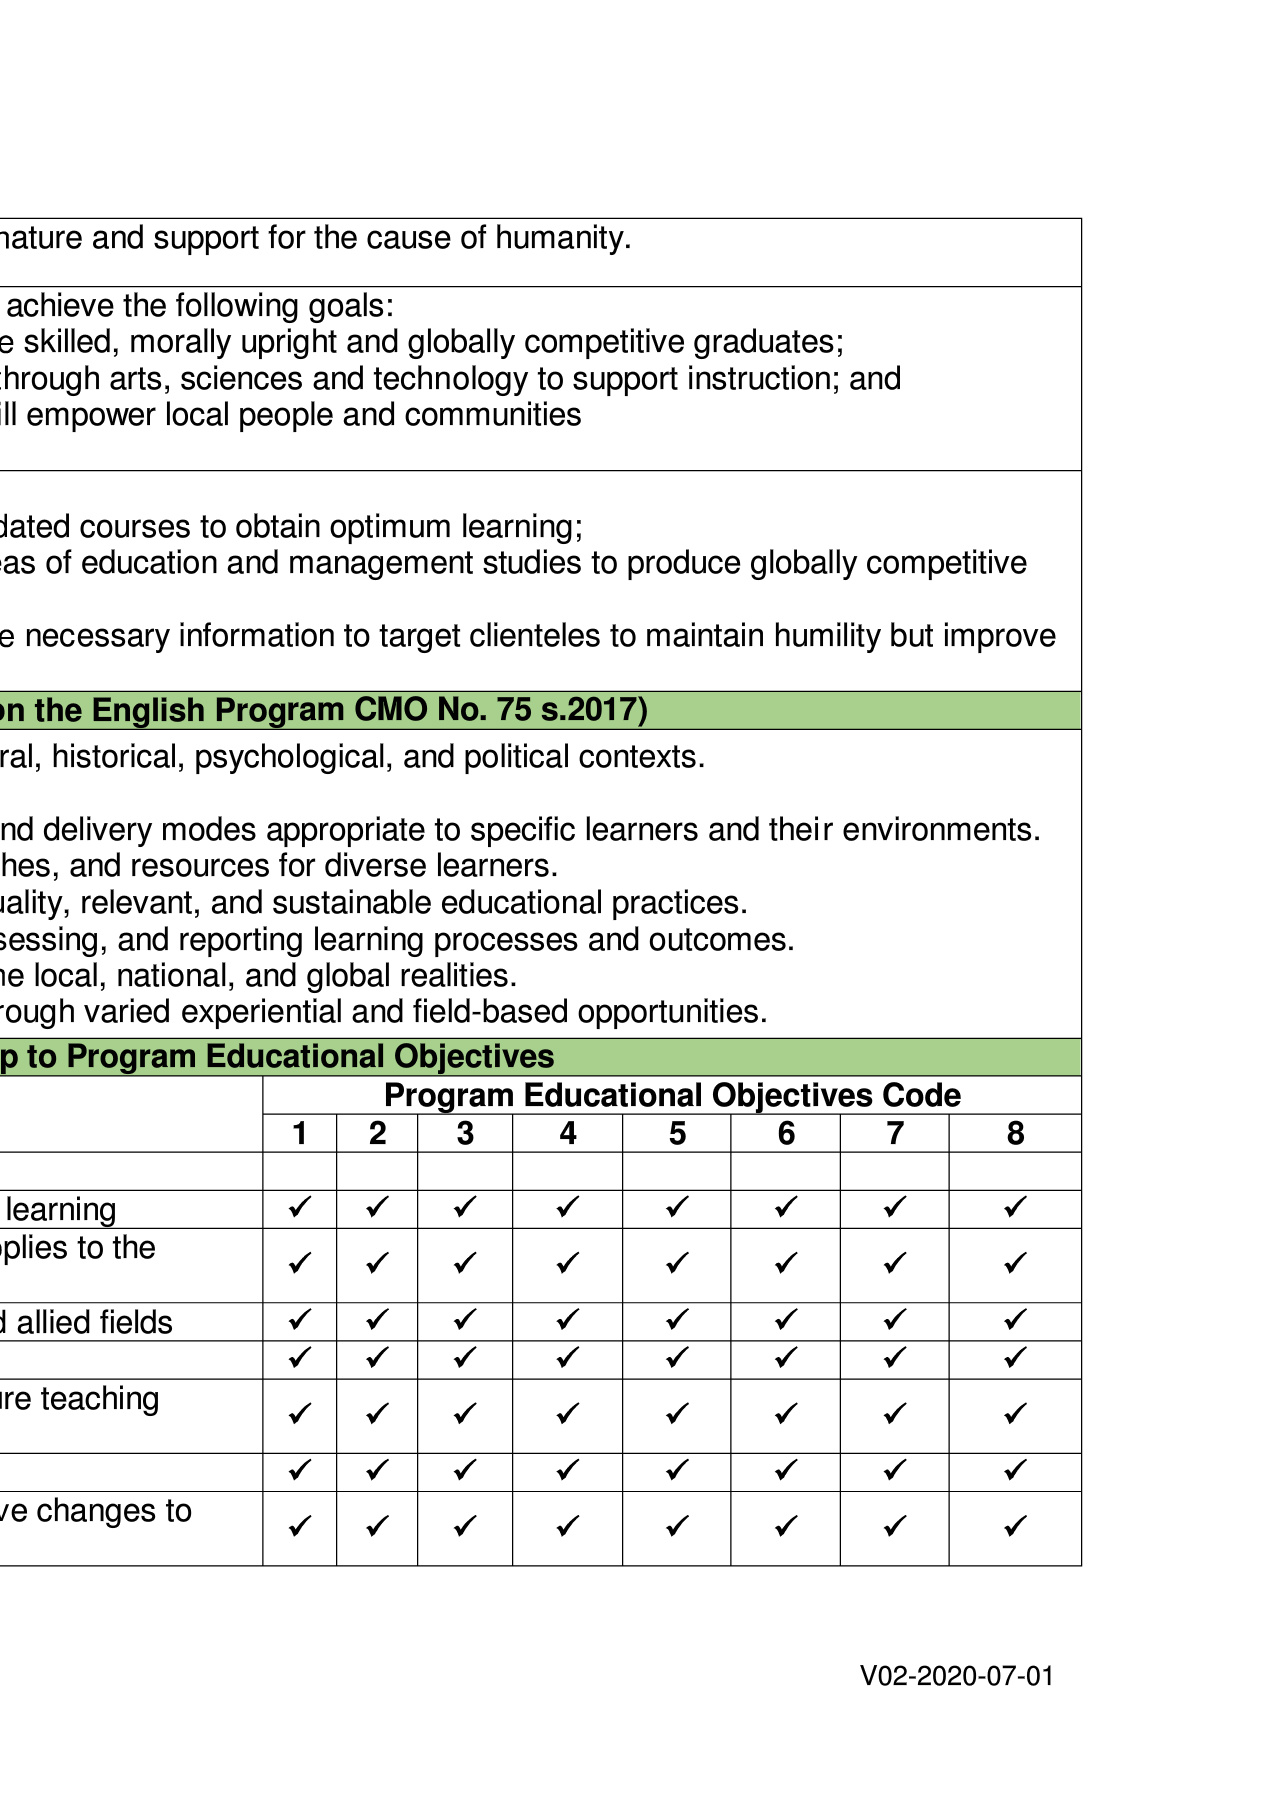 nature and support for the cause of humanity.
achieve the following goals:
e skilled, morally upright and globally competitive graduates;
through arts, sciences and technology to support instruction; and
ill empower local people and communities
dated courses to obtain optimum learning;
eas of education and management studies to produce globally competitive
e necessary information to target clienteles to maintain humility but improve
on the English Program CMO No. 75 s.2017)
ral, historical, psychological, and political contexts.
nd delivery modes appropriate to specific learners and their environments.
hes, and resources for diverse learners.
uality, relevant, and sustainable educational practices.
sessing, and reporting learning processes and outcomes.
he local, national, and global realities.
rough varied experiential and field-based opportunities.
p to Program Educational Objectives
Program Educational Objectives Code
1 2 3 4 5 6 7 8
learning ✓ ✓ ✓ ✓ ✓ ✓ ✓ ✓
pplies to the ✓ ✓ ✓ ✓ ✓ ✓ ✓ ✓
d allied fields ✓ ✓ ✓ ✓ ✓ ✓ ✓ ✓
✓ ✓ ✓ ✓ ✓ ✓ ✓ ✓
ure teaching ✓ ✓ ✓ ✓ ✓ ✓ ✓ ✓
✓ ✓ ✓ ✓ ✓ ✓ ✓ ✓
ve changes to ✓ ✓ ✓ ✓ ✓ ✓ ✓ ✓
V02-2020-07-01